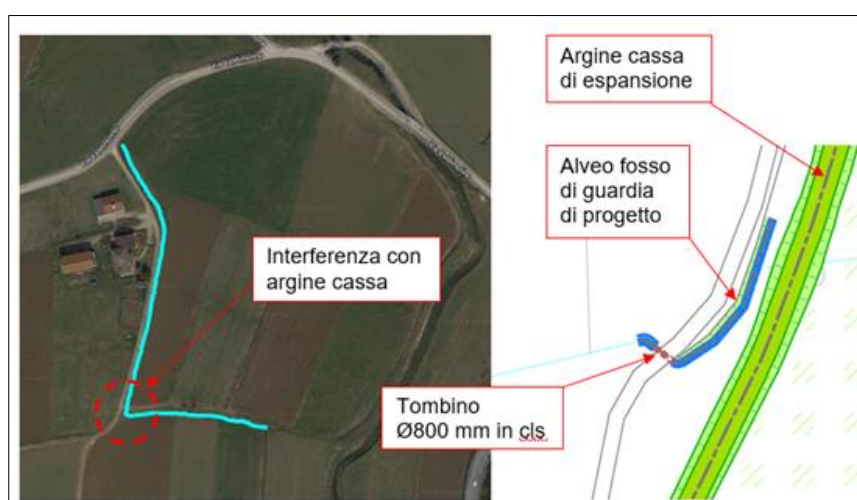 Interferenza con
argine cassa
Argine cassa
di espansione
Alveo fosso
di guardia
di progetto
Tombino
Ø800 mm in cls